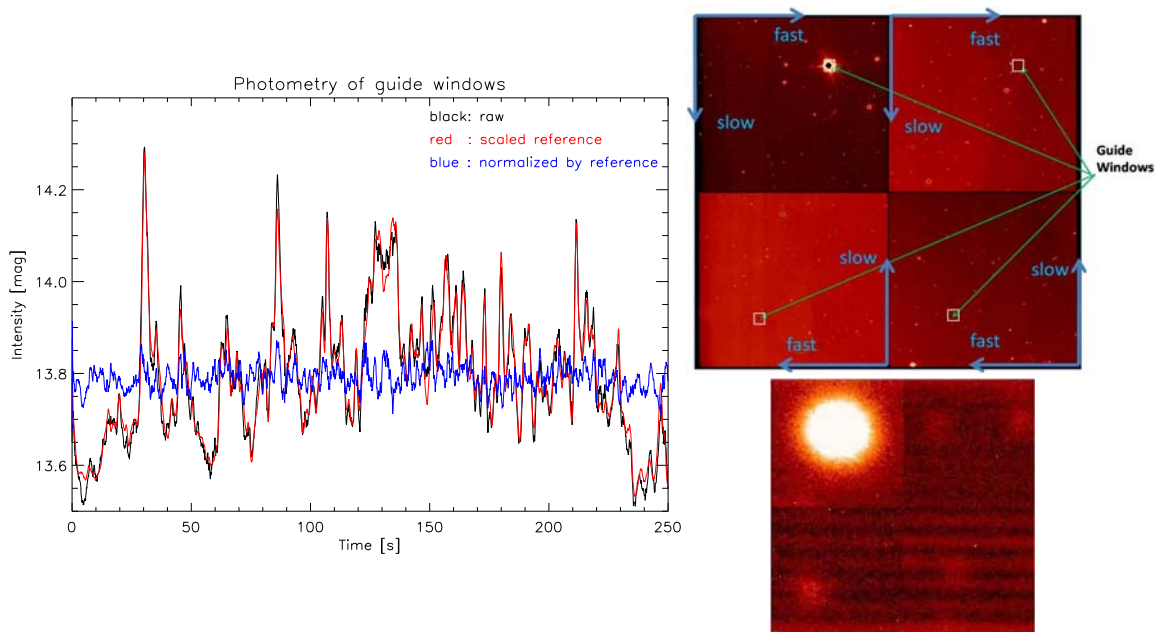 Photometry of guide windows
black: raw
red : scaled reference
blue : normalized by reference
Intensity [mag]
14.2
14.0
13.8
13.6
0 50 100 150 200 250
Time [s]
fast fast
slow slow
Guide
Windows
slow slow
fast fast